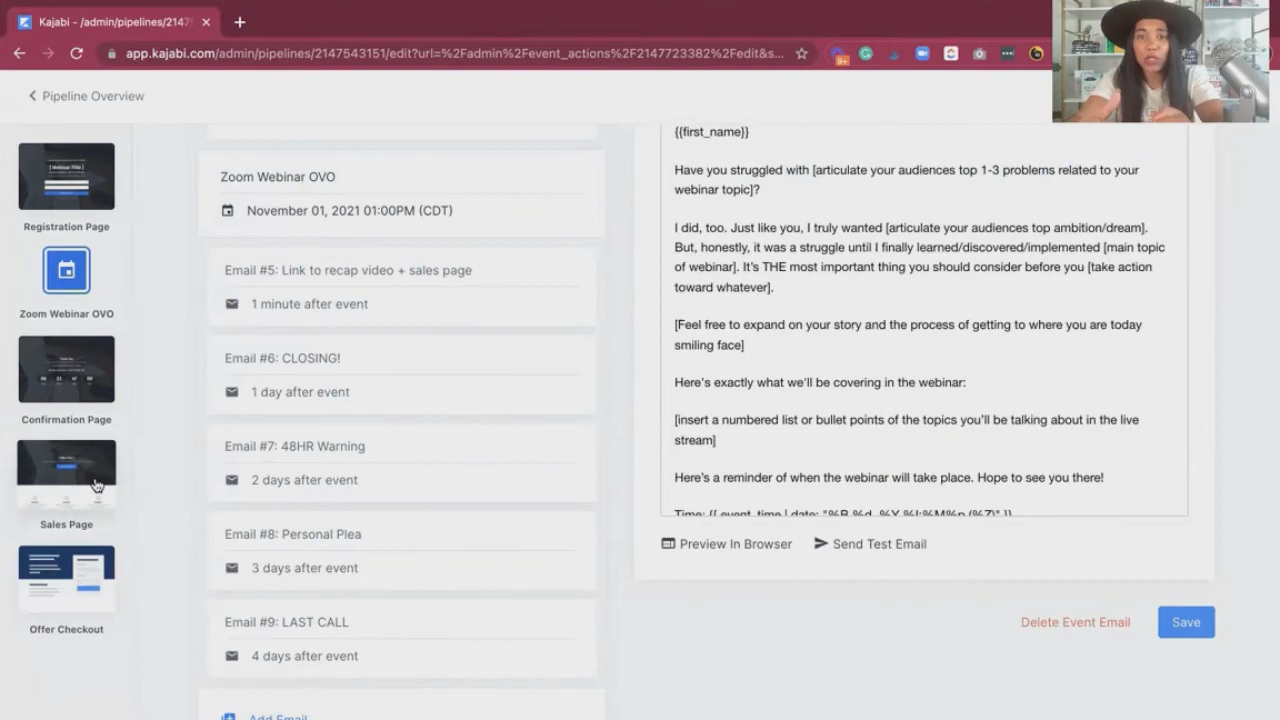 Kajabi - /admin/pipelines/2147
app.kajabi.com/admin/pipelines/2147543151/edit?url=%2Fadmin%2Fevent_actions%2F2147723382%2Fedit&s...
9+
Pipeline Overview
Registration Page
Zoom Webinar OVO
Confirmation Page
Sales Page
Offer Checkout
Zoom Webinar OVO
November 01, 2021 01:00PM (CDT)
Email #5: Link to recap video + sales page
1 minute after event
Email #6: CLOSING!
1 day after event
Email #7: 48HR Warning
2 days after event
Email #8: Personal Plea
3 days after event
Email #9: LAST CALL
4 days after event
Add Email
{{first_name}}
Have you struggled with [articulate your audiences top 1-3 problems related to your
webinar topic]?
I did, too. Just like you, I truly wanted [articulate your audiences top ambition/dream].
But, honestly, it was a struggle until I finally learned/discovered/implemented [main topic
of webinar]. It's THE most important thing you should consider before you [take action
toward whatever].
[Feel free to expand on your story and the process of getting to where you are today
smiling face]
Here's exactly what we'll be covering in the webinar:
[insert a numbered list or bullet points of the topics you'll be talking about in the live
stream]
Here's a reminder of when the webinar will take place. Hope to see you there!
Time: {{ event_time | date: "%B %d, %Y %I:%M%p (%Z)" }}
Preview In Browser
Send Test Email
Delete Event Email
Save